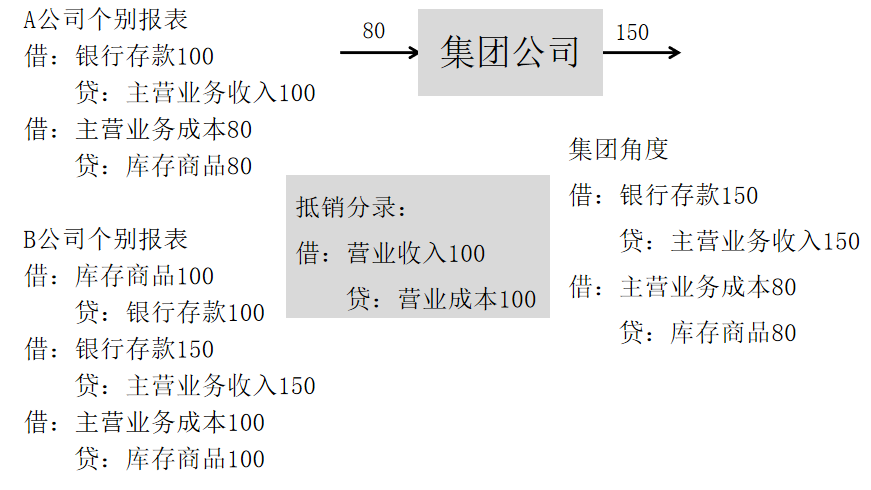 A公司个别报表
借：银行存款100
贷：主营业务收入100
借：主营业务成本80
贷：库存商品80
B公司个别报表
借：库存商品100
贷：银行存款100
借：银行存款150
贷：主营业务收入150
借：主营业务成本100
贷：库存商品100
80
集团公司
150
抵销分录：
借：营业收入100
贷：营业成本100
集团角度
借：银行存款150
贷：主营业务收入150
借：主营业务成本80
贷：库存商品80